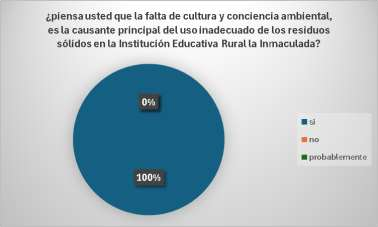 ¿piensa usted que la falta de cultura y conciencia ambiental,
es la causante principal del uso inadecuado de los residuos
sólidos en la Institución Educativa Rural la Inmaculada?
0%
si
no
probablemente
100%